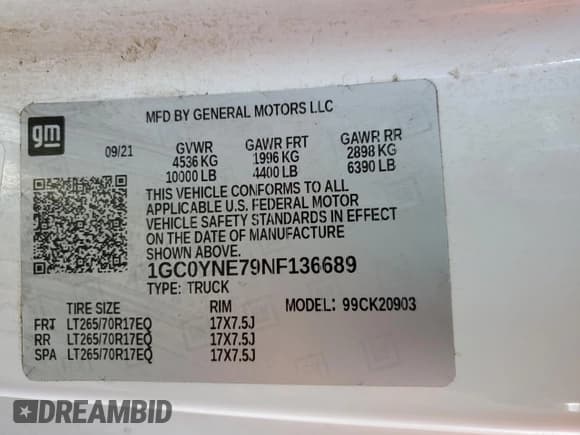 MFD BY GENERAL MOTORS LLC
gm
09/21 GVWR GAWR FRT GAWR RR
4536 KG 1996 KG 2898 KG
10000 LB 4400 LB 6390 LB
THIS VEHICLE CONFORMS TO ALL
APPLICABLE U.S. FEDERAL MOTOR
VEHICLE SAFETY STANDARDS IN EFFECT
ON THE DATE OF MANUFACTURE
SHOWN ABOVE.
1GC0YNE79NF136689
TYPE: TRUCK
TIRE SIZE RIM MODEL: 99CK20903
FRT LT265/70R17EQ 17X7.5J
RR LT265/70R17EQ 17X7.5J
SPA LT265/70R17EQ 17X7.5J
DREAMBID